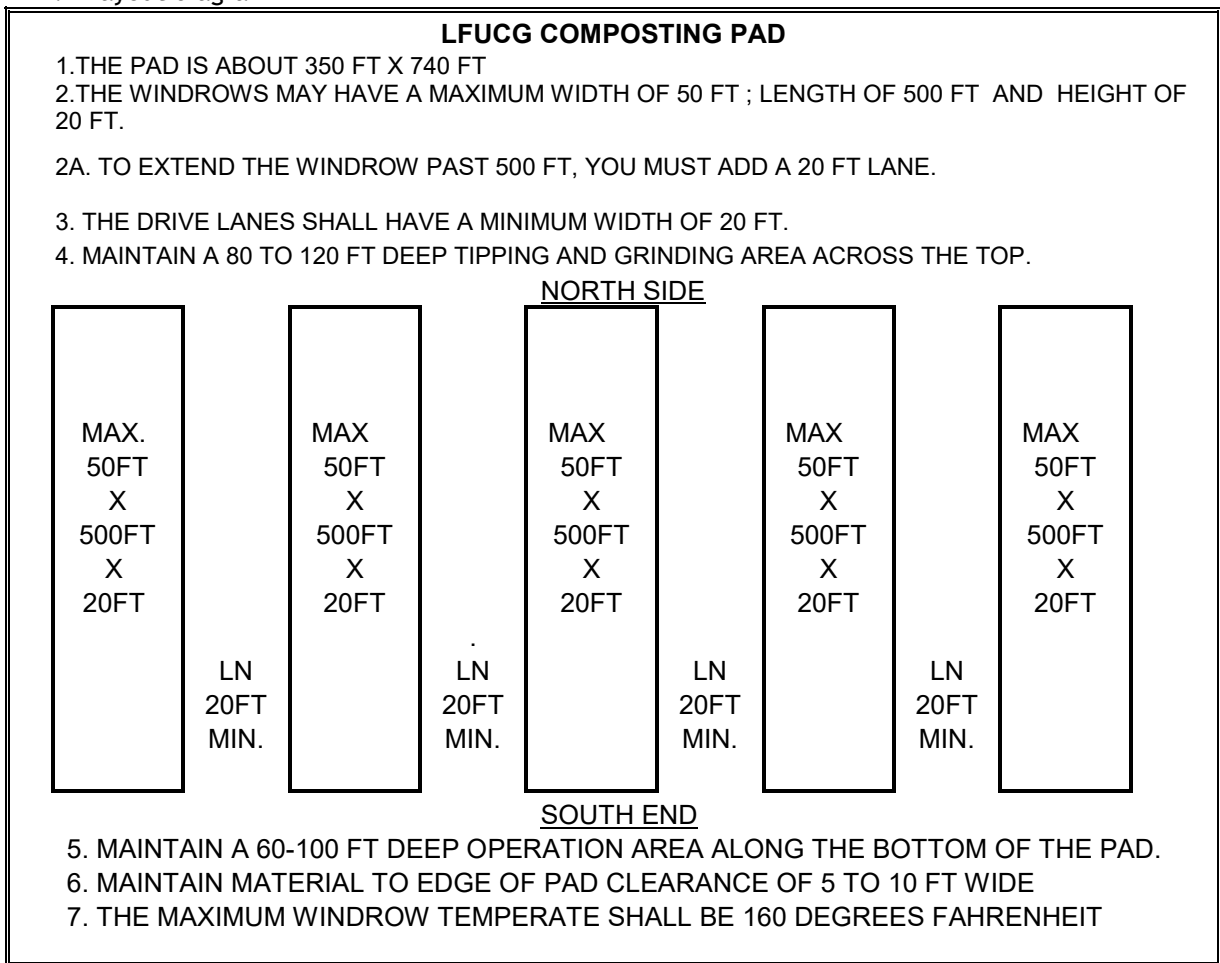 LFUCG COMPOSTING PAD
1.THE PAD IS ABOUT 350 FT X 740 FT
2.THE WINDROWS MAY HAVE A MAXIMUM WIDTH OF 50 FT ; LENGTH OF 500 FT AND HEIGHT OF
20 FT.
2A. TO EXTEND THE WINDROW PAST 500 FT, YOU MUST ADD A 20 FT LANE.
3. THE DRIVE LANES SHALL HAVE A MINIMUM WIDTH OF 20 FT.
4. MAINTAIN A 80 TO 120 FT DEEP TIPPING AND GRINDING AREA ACROSS THE TOP.
NORTH SIDE
MAX. MAX MAX MAX MAX
50FT 50FT 50FT 50FT 50FT
X X X X X
500FT 500FT 500FT 500FT 500FT
X X X X X
20FT 20FT 20FT 20FT 20FT
.
LN LN LN LN
20FT 20FT 20FT 20FT
MIN. MIN. MIN. MIN.
SOUTH END
5. MAINTAIN A 60-100 FT DEEP OPERATION AREA ALONG THE BOTTOM OF THE PAD.
6. MAINTAIN MATERIAL TO EDGE OF PAD CLEARANCE OF 5 TO 10 FT WIDE
7. THE MAXIMUM WINDROW TEMPERATE SHALL BE 160 DEGREES FAHRENHEIT